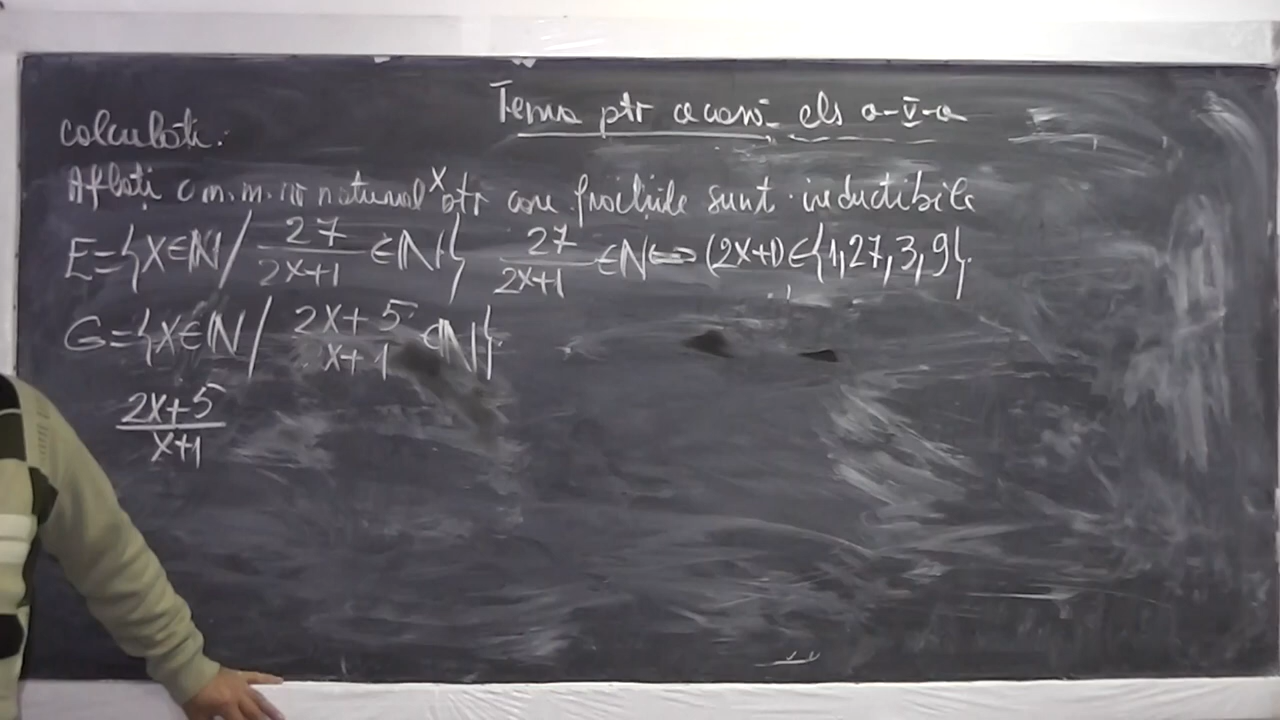 Tema ptr acasă cls a-V-a
calculați:
Aflați c m.m. nr natural x ptr care fracțiile sunt ireductibile
E={x∈ℕ/ 27/(2x+1) ∈ℕ} 27/(2x+1) ∈ℕ⇔(2x+1)∈{1,27,3,9}.
G={x∈ℕ/ (2x+5)/(x+1) ∈ℕ}
(2x+5)/(x+1)